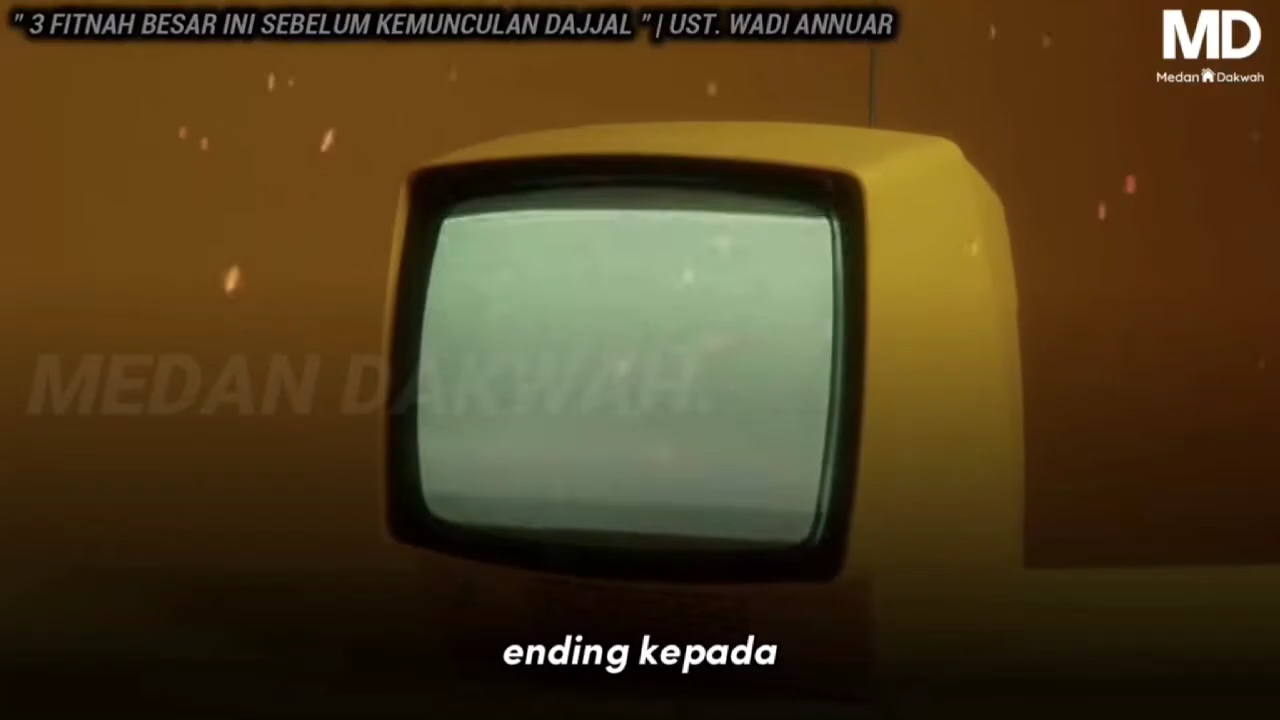 " 3 FITNAH BESAR INI SEBELUM KEMUNCULAN DAJJAL " | UST. WADI ANNUAR
MD
Medan Dakwah
MEDAN DAKWAH.
ending kepada